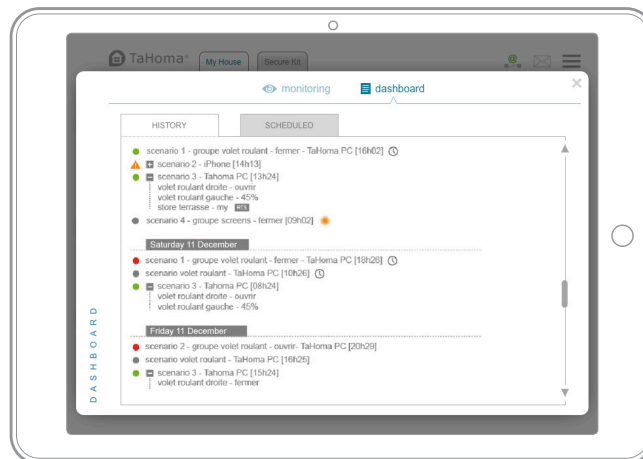 TaHoma®
My House
Secure Kit
monitoring
dashboard
HISTORY
SCHEDULED
scenario 1 - groupe volet roulant - fermer - TaHoma PC [16h02]
scenario 2 - iPhone [14h13]
scenario 3 - Tahoma PC [13h24]
volet roulant droite - ouvrir
volet roulant gauche - 45%
store terrasse - my RTS
scenario 4 - groupe screens - fermer [09h02]
Saturday 11 December
scenario 1 - groupe volet roulant - fermer - TaHoma PC [16h26]
scenario volet roulant - TaHoma PC [10h26]
scenario 3 - Tahoma PC [08h24]
volet roulant droite - ouvrir
volet roulant gauche - 45%
Friday 11 December
scenario 2 - groupe volet roulant - ouvrir- TaHoma PC [20h29]
scenario volet roulant - TaHoma PC [16h25]
scenario 3 - Tahoma PC [15h24]
volet roulant droite - fermer
DASHBOARD